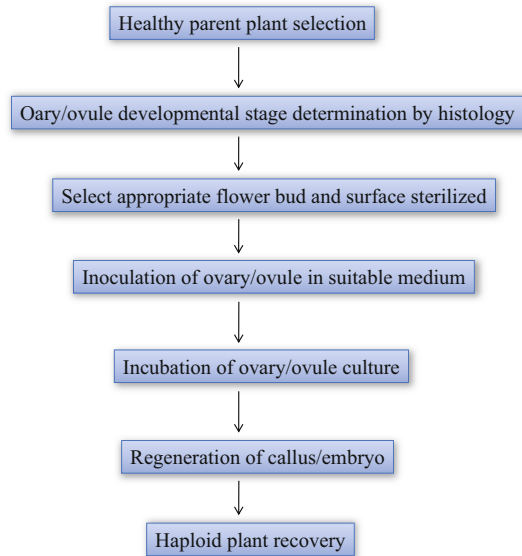 Healthy parent plant selection
Oary/ovule developmental stage determination by histology
Select appropriate flower bud and surface sterilized
Inoculation of ovary/ovule in suitable medium
Incubation of ovary/ovule culture
Regeneration of callus/embryo
Haploid plant recovery